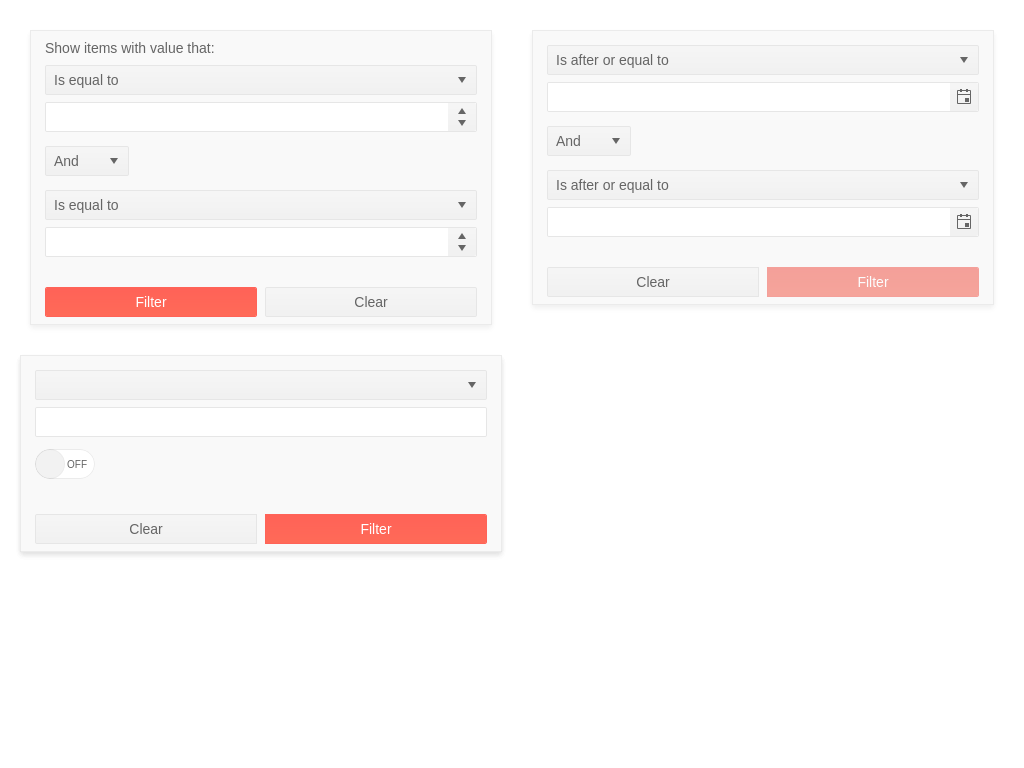 Show items with value that:
Is equal to
And
Is equal to
Filter
Clear
Is after or equal to
And
Is after or equal to
Clear
Filter
OFF
Clear
Filter